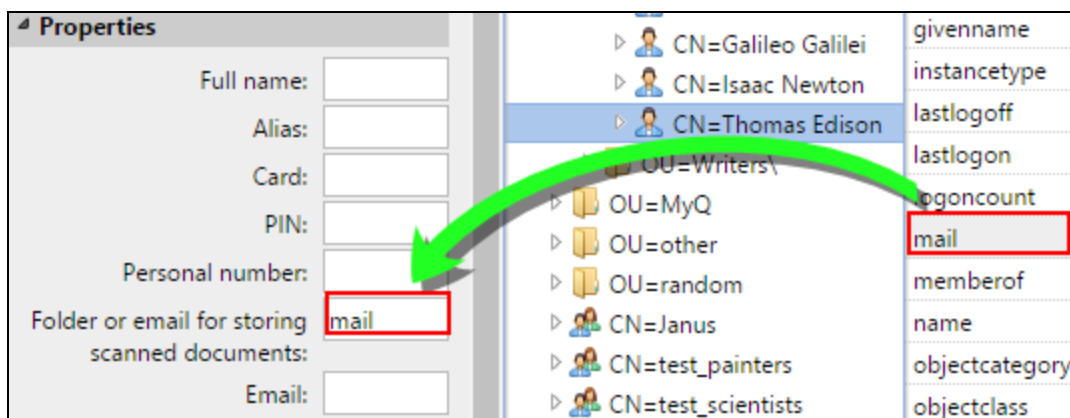 Properties
Full name:
Alias:
Card:
PIN:
Personal number:
Folder or email for storing
scanned documents:
mail
Email:
CN=Galileo Galilei
CN=Isaac Newton
CN=Thomas Edison
OU=Writers\
OU=MyQ
OU=other
OU=random
CN=Janus
CN=test_painters
CN=test_scientists
givenname
instancetype
lastlogoff
lastlogon
logoncount
mail
memberof
name
objectcategory
objectclass